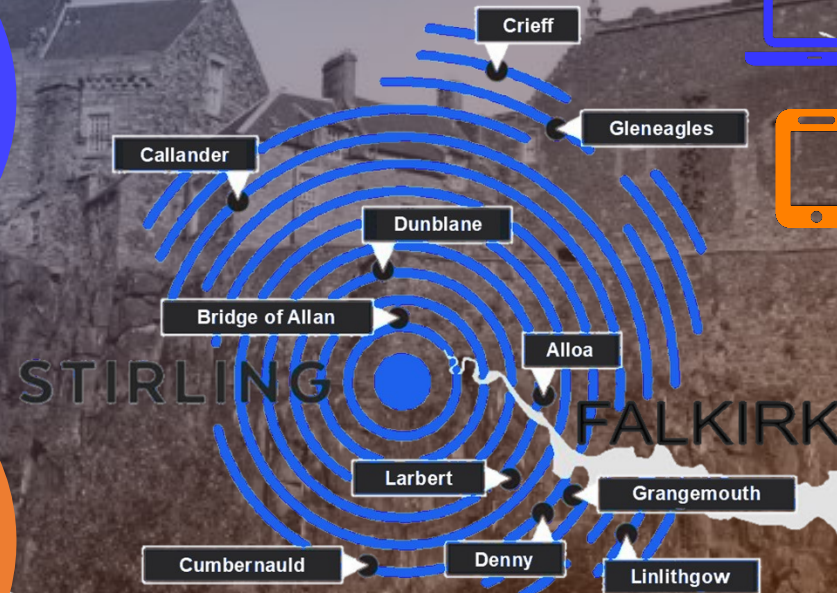 Crieff
Gleneagles
Callander
Dunblane
Bridge of Allan
Alloa
STIRLING
FALKIRK
Larbert
Grangemouth
Denny
Cumbernauld
Linlithgow